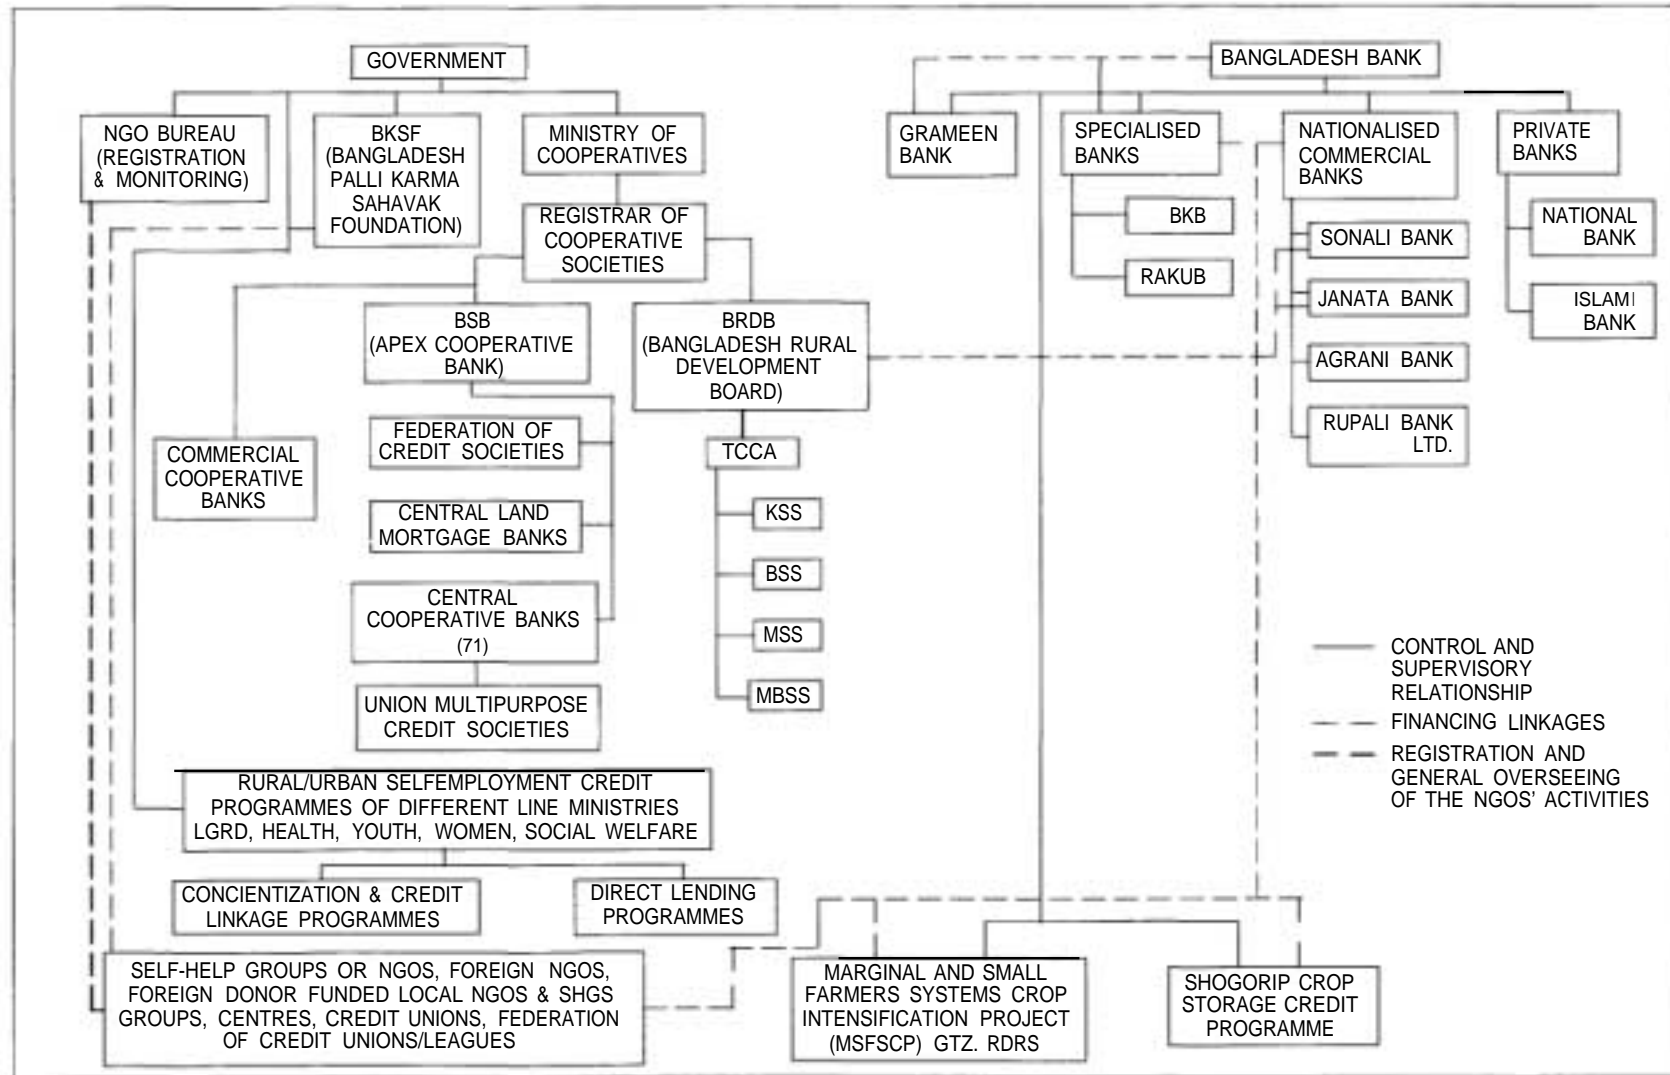 GOVERNMENT
NGO BUREAU
(REGISTRATION
& MONITORING)
BKSF
(BANGLADESH
PALLI KARMA
SAHAVAK
FOUNDATION)
MINISTRY OF
COOPERATIVES
REGISTRAR OF
COOPERATIVE
SOCIETIES
BSB
(APEX COOPERATIVE
BANK)
BRDB
(BANGLADESH RURAL
DEVELOPMENT
BOARD)
COMMERCIAL
COOPERATIVE
BANKS
FEDERATION OF
CREDIT SOCIETIES
CENTRAL LAND
MORTGAGE BANKS
CENTRAL
COOPERATIVE BANKS
(71)
UNION MULTIPURPOSE
CREDIT SOCIETIES
TCCA
KSS
BSS
MSS
MBSS
RURAL/URBAN SELFEMPLOYMENT CREDIT
PROGRAMMES OF DIFFERENT LINE MINISTRIES
LGRD, HEALTH, YOUTH, WOMEN, SOCIAL WELFARE
CONCIENTIZATION & CREDIT
LINKAGE PROGRAMMES
DIRECT LENDING
PROGRAMMES
SELF-HELP GROUPS OR NGOS, FOREIGN NGOS,
FOREIGN DONOR FUNDED LOCAL NGOS & SHGS
GROUPS, CENTRES, CREDIT UNIONS, FEDERATION
OF CREDIT UNIONS/LEAGUES
BANGLADESH BANK
GRAMEEN
BANK
SPECIALISED
BANKS
BKB
RAKUB
NATIONALISED
COMMERCIAL
BANKS
SONALI BANK
JANATA BANK
AGRANI BANK
RUPALI BANK
LTD.
PRIVATE
BANKS
NATIONAL
BANK
ISLAMI
BANK
MARGINAL AND SMALL
FARMERS SYSTEMS CROP
INTENSIFICATION PROJECT
(MSFSCP) GTZ. RDRS
SHOGORIP CROP
STORAGE CREDIT
PROGRAMME
CONTROL AND
SUPERVISORY
RELATIONSHIP
FINANCING LINKAGES
REGISTRATION AND
GENERAL OVERSEEING
OF THE NGOS' ACTIVITIES